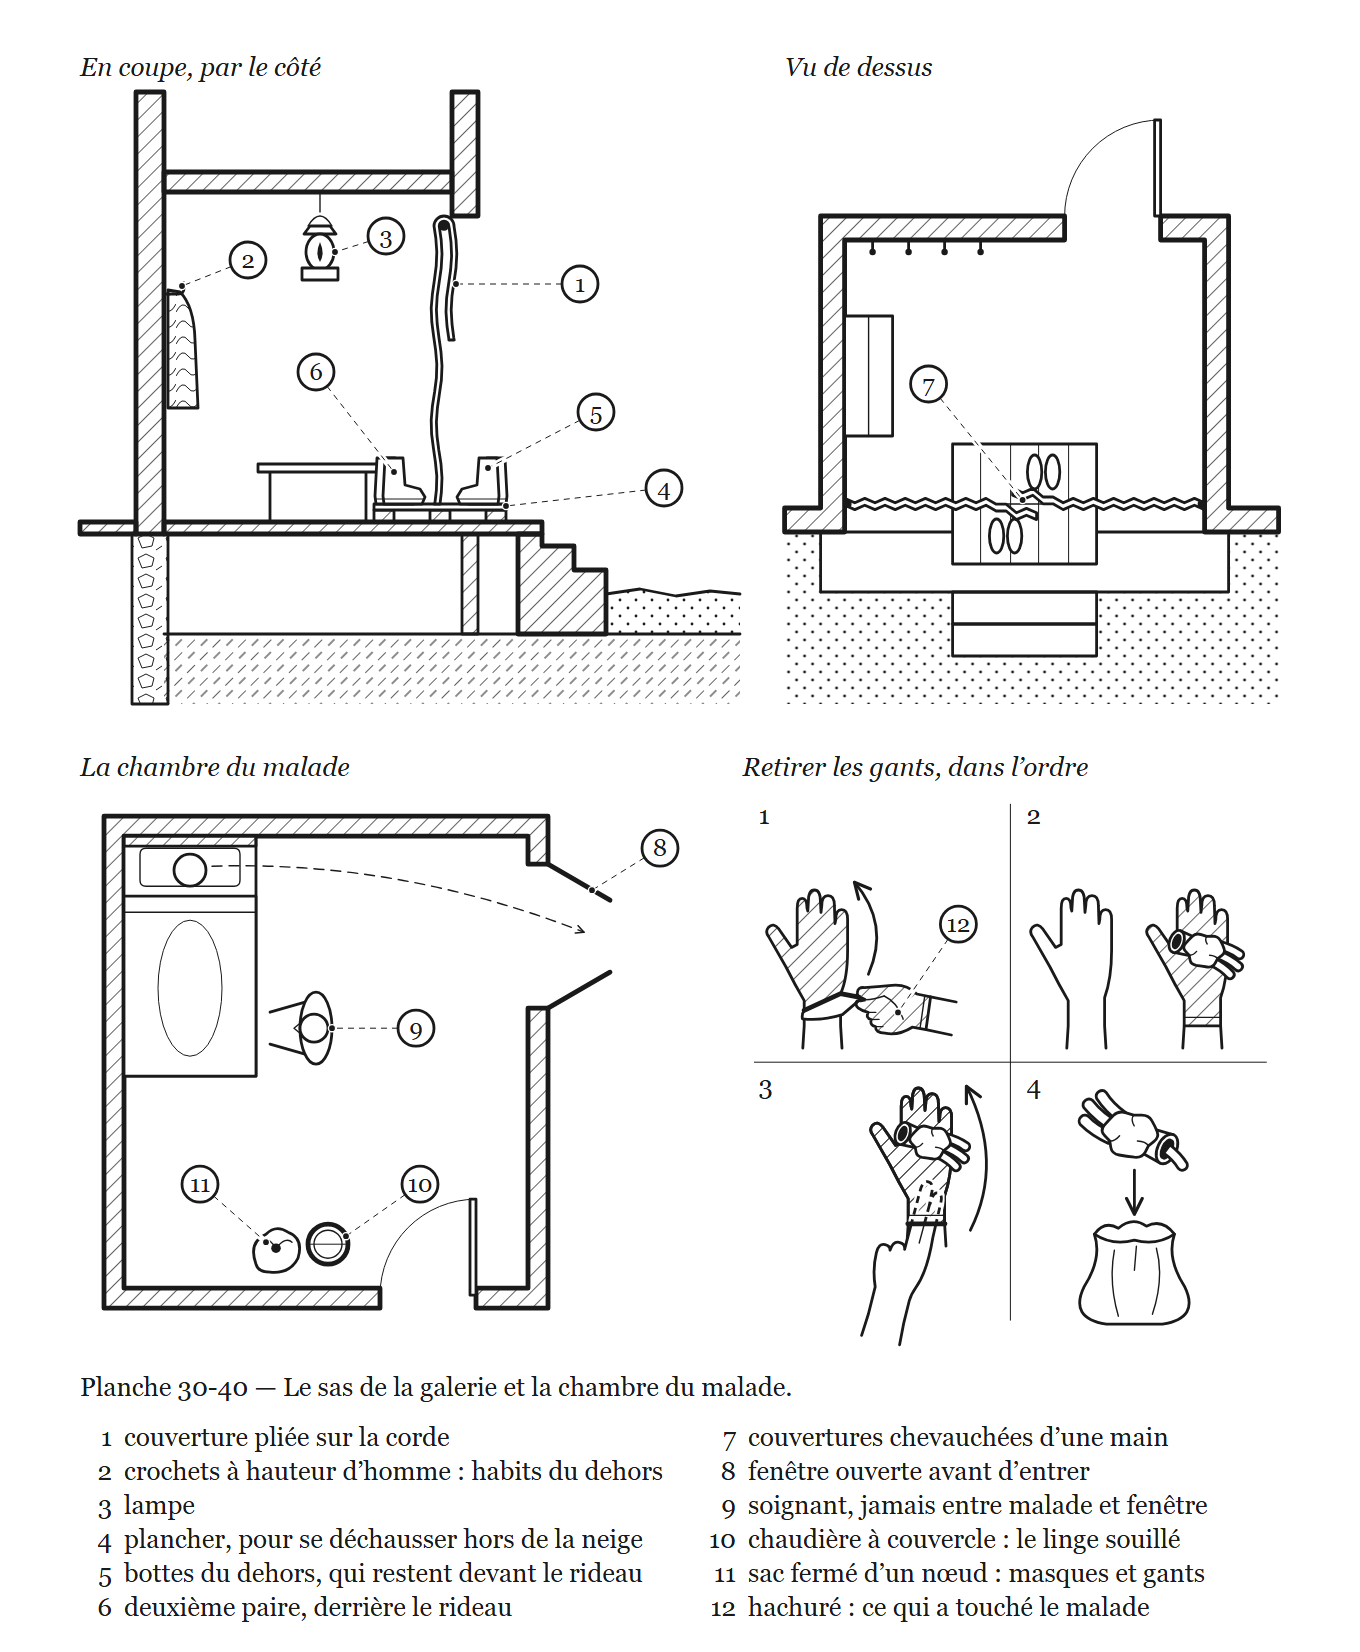 En coupe, par le côté
Vu de dessus
1
2
3
4
5
6
7
La chambre du malade
8
9
10
11
Retirer les gants, dans l’ordre
1
2
12
3
4
Planche 30-40 — Le sas de la galerie et la chambre du malade.
1 couverture pliée sur la corde
2 crochets à hauteur d’homme : habits du dehors
3 lampe
4 plancher, pour se déchausser hors de la neige
5 bottes du dehors, qui restent devant le rideau
6 deuxième paire, derrière le rideau
7 couvertures chevauchées d’une main
8 fenêtre ouverte avant d’entrer
9 soignant, jamais entre malade et fenêtre
10 chaudière à couvercle : le linge souillé
11 sac fermé d’un nœud : masques et gants
12 hachuré : ce qui a touché le malade